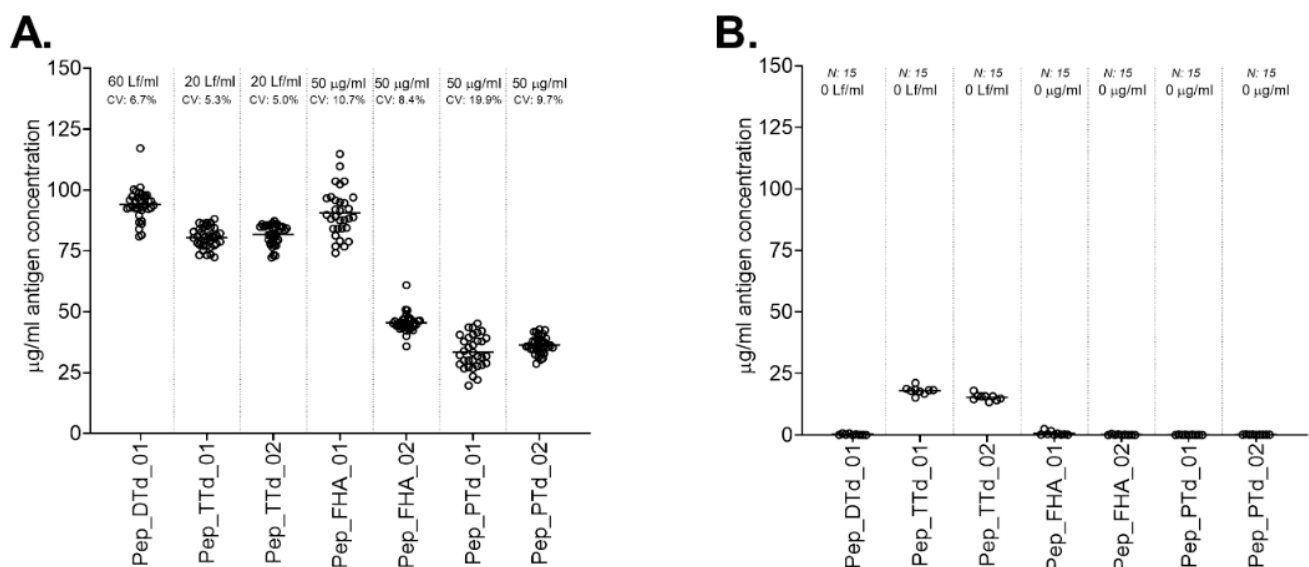 A.
150
125
100
75
50
25
0
µg/ml antigen concentration
60 Lf/ml
CV: 6.7%
20 Lf/ml
CV: 5.3%
20 Lf/ml
CV: 5.0%
50 µg/ml
CV: 10.7%
50 µg/ml
CV: 8.4%
50 µg/ml
CV: 19.9%
50 µg/ml
CV: 9.7%
Pep_DTd_01
Pep_TTd_01
Pep_TTd_02
Pep_FHA_01
Pep_FHA_02
Pep_PTd_01
Pep_PTd_02
B.
150
125
100
75
50
25
0
µg/ml antigen concentration
N: 15
0 Lf/ml
N: 15
0 Lf/ml
N: 15
0 Lf/ml
N: 15
0 µg/ml
N: 15
0 µg/ml
N: 15
0 µg/ml
N: 15
0 µg/ml
Pep_DTd_01
Pep_TTd_01
Pep_TTd_02
Pep_FHA_01
Pep_FHA_02
Pep_PTd_01
Pep_PTd_02